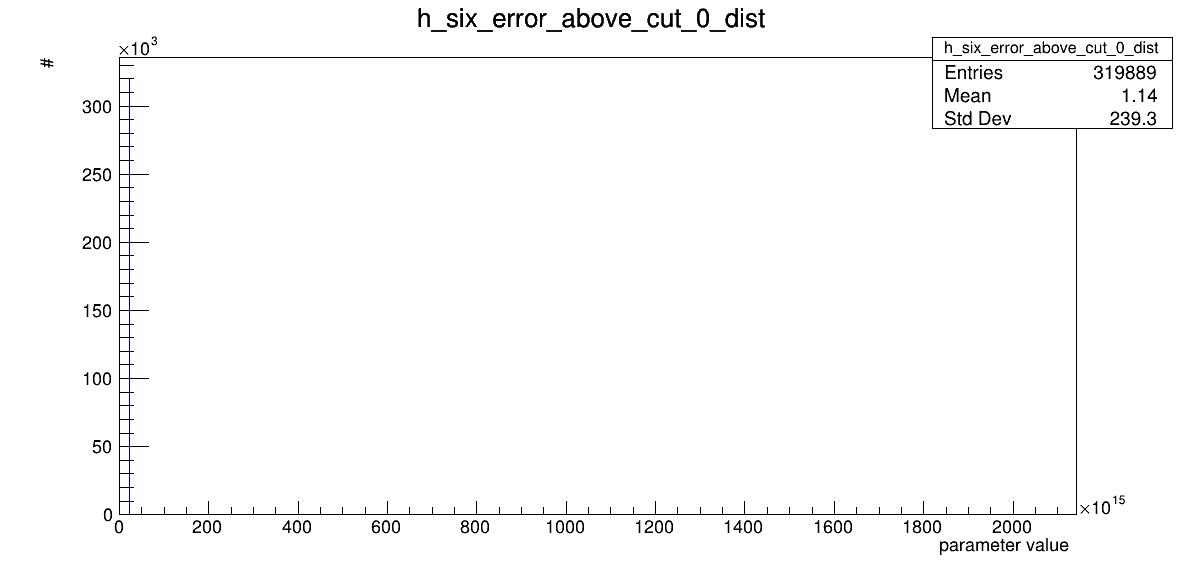 h_six_error_above_cut_0_dist
×10³
#
h_six_error_above_cut_0_dist
Entries 319889
Mean 1.14
Std Dev 239.3
300
250
200
150
100
50
0
0 200 400 600 800 1000 1200 1400 1600 1800 2000
×10¹⁵
parameter value